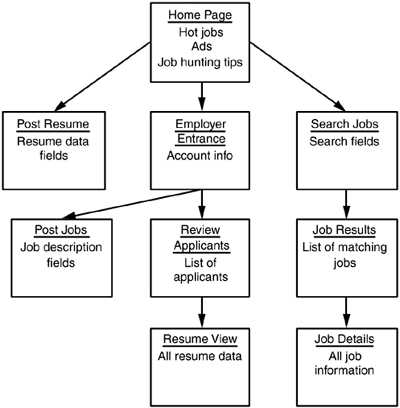 Home Page
Hot jobs
Ads
Job hunting tips
Post Resume
Resume data
fields
Employer
Entrance
Account info
Search Jobs
Search fields
Post Jobs
Job description
fields
Review
Applicants
List of
applicants
Job Results
List of matching
jobs
Resume View
All resume data
Job Details
All job
information